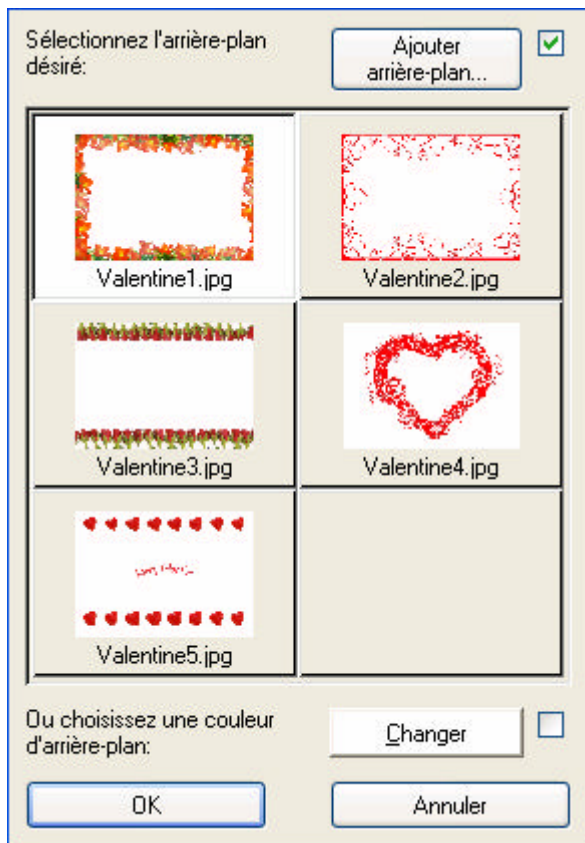 Sélectionnez l'arrière-plan
désiré:
Ajouter
arrière-plan...
Valentine1.jpg
Valentine2.jpg
Valentine3.jpg
Valentine4.jpg
Valentine5.jpg
Ou choisissez une couleur
d'arrière-plan:
Changer
OK
Annuler